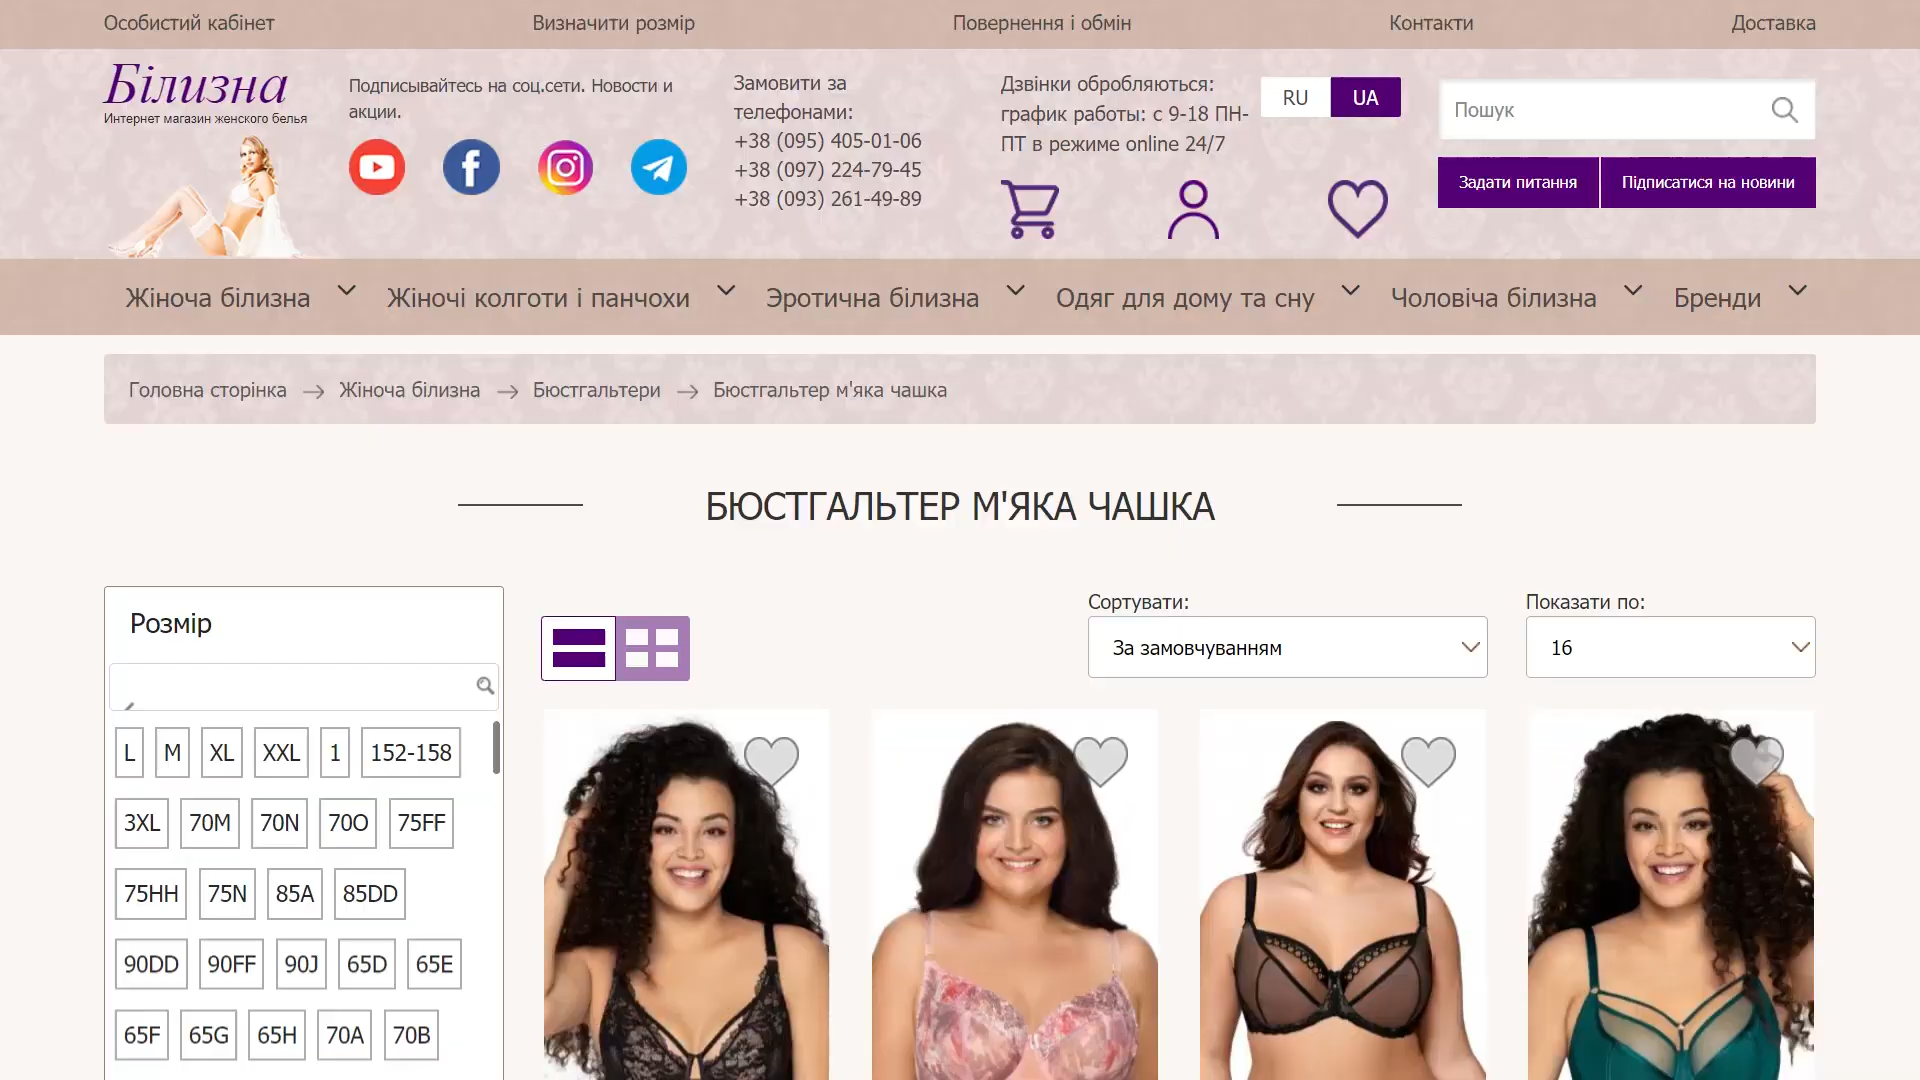 Особистий кабінет
Визначити розмір
Повернення і обмін
Контакти
Доставка
Білизна
Интернет магазин женского белья
Подписывайтесь на соц.сети. Новости и
акции.
Замовити за
телефонами:
+38 (095) 405-01-06
+38 (097) 224-79-45
+38 (093) 261-49-89
Дзвінки обробляються:
график работы: с 9-18 ПН-
ПТ в режиме online 24/7
RU
UA
Пошук
Задати питання
Підписатися на новини
Жіноча білизна
Жіночі колготи і панчохи
Эротична білизна
Одяг для дому та сну
Чоловіча білизна
Бренди
Головна сторінка
Жіноча білизна
Бюстгальтери
Бюстгальтер м'яка чашка
БЮСТГАЛЬТЕР М'ЯКА ЧАШКА
Розмір
L M XL XXL 1 152-158
3XL 70M 70N 70O 75FF
75HH 75N 85A 85DD
90DD 90FF 90J 65D 65E
65F 65G 65H 70A 70B
Сортувати:
За замовчуванням
Показати по:
16